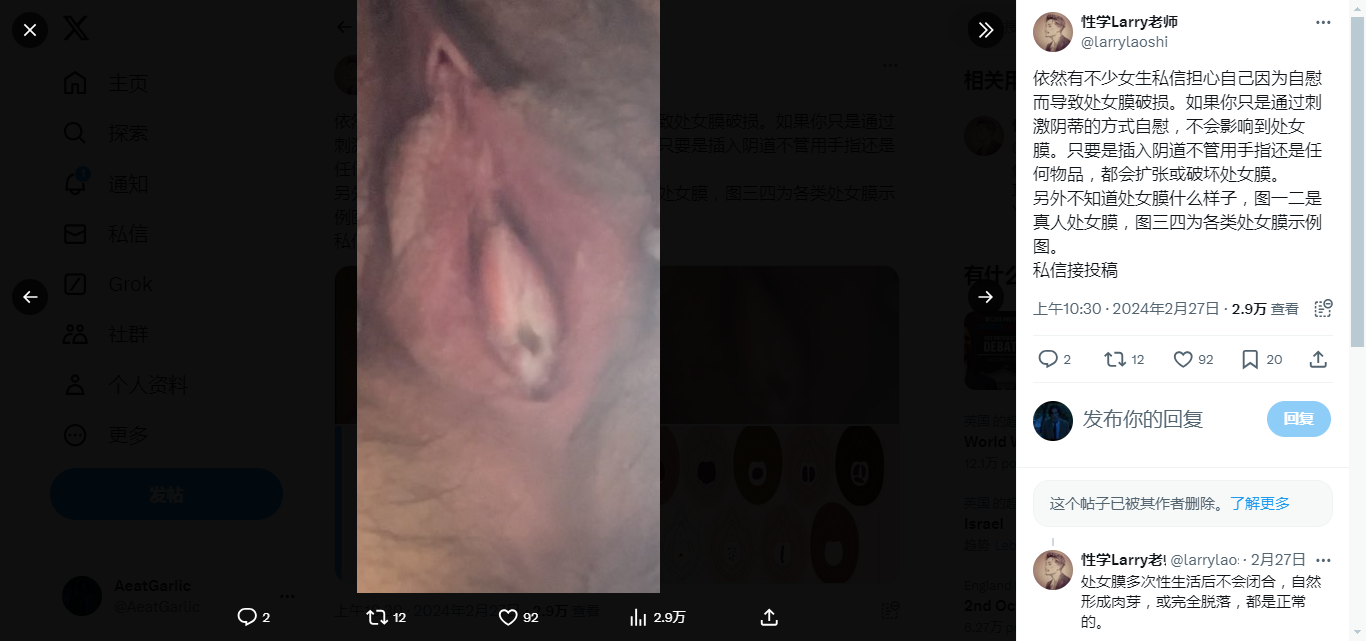 主页
探索
通知
私信
Grok
社群
个人资料
更多
发帖
AeatGarlic
@AeatGarlic
2
12
92
2.9万
性学Larry老师
@larrylaoshi
依然有不少女生私信担心自己因为自慰
而导致处女膜破损。如果你只是通过刺
激阴蒂的方式自慰，不会影响到处女
膜。只要是插入阴道不管用手指还是任
何物品，都会扩张或破坏处女膜。
另外不知道处女膜什么样子，图一二是
真人处女膜，图三四为各类处女膜示例
图。
私信接投稿
上午10:30 · 2024年2月27日 · 2.9万 查看
2
12
92
20
发布你的回复
回复
这个帖子已被其作者删除。了解更多
性学Larry老! @larrylao: · 2月27日
处女膜多次性生活后不会闭合，自然
形成肉芽，或完全脱落，都是正常
的。